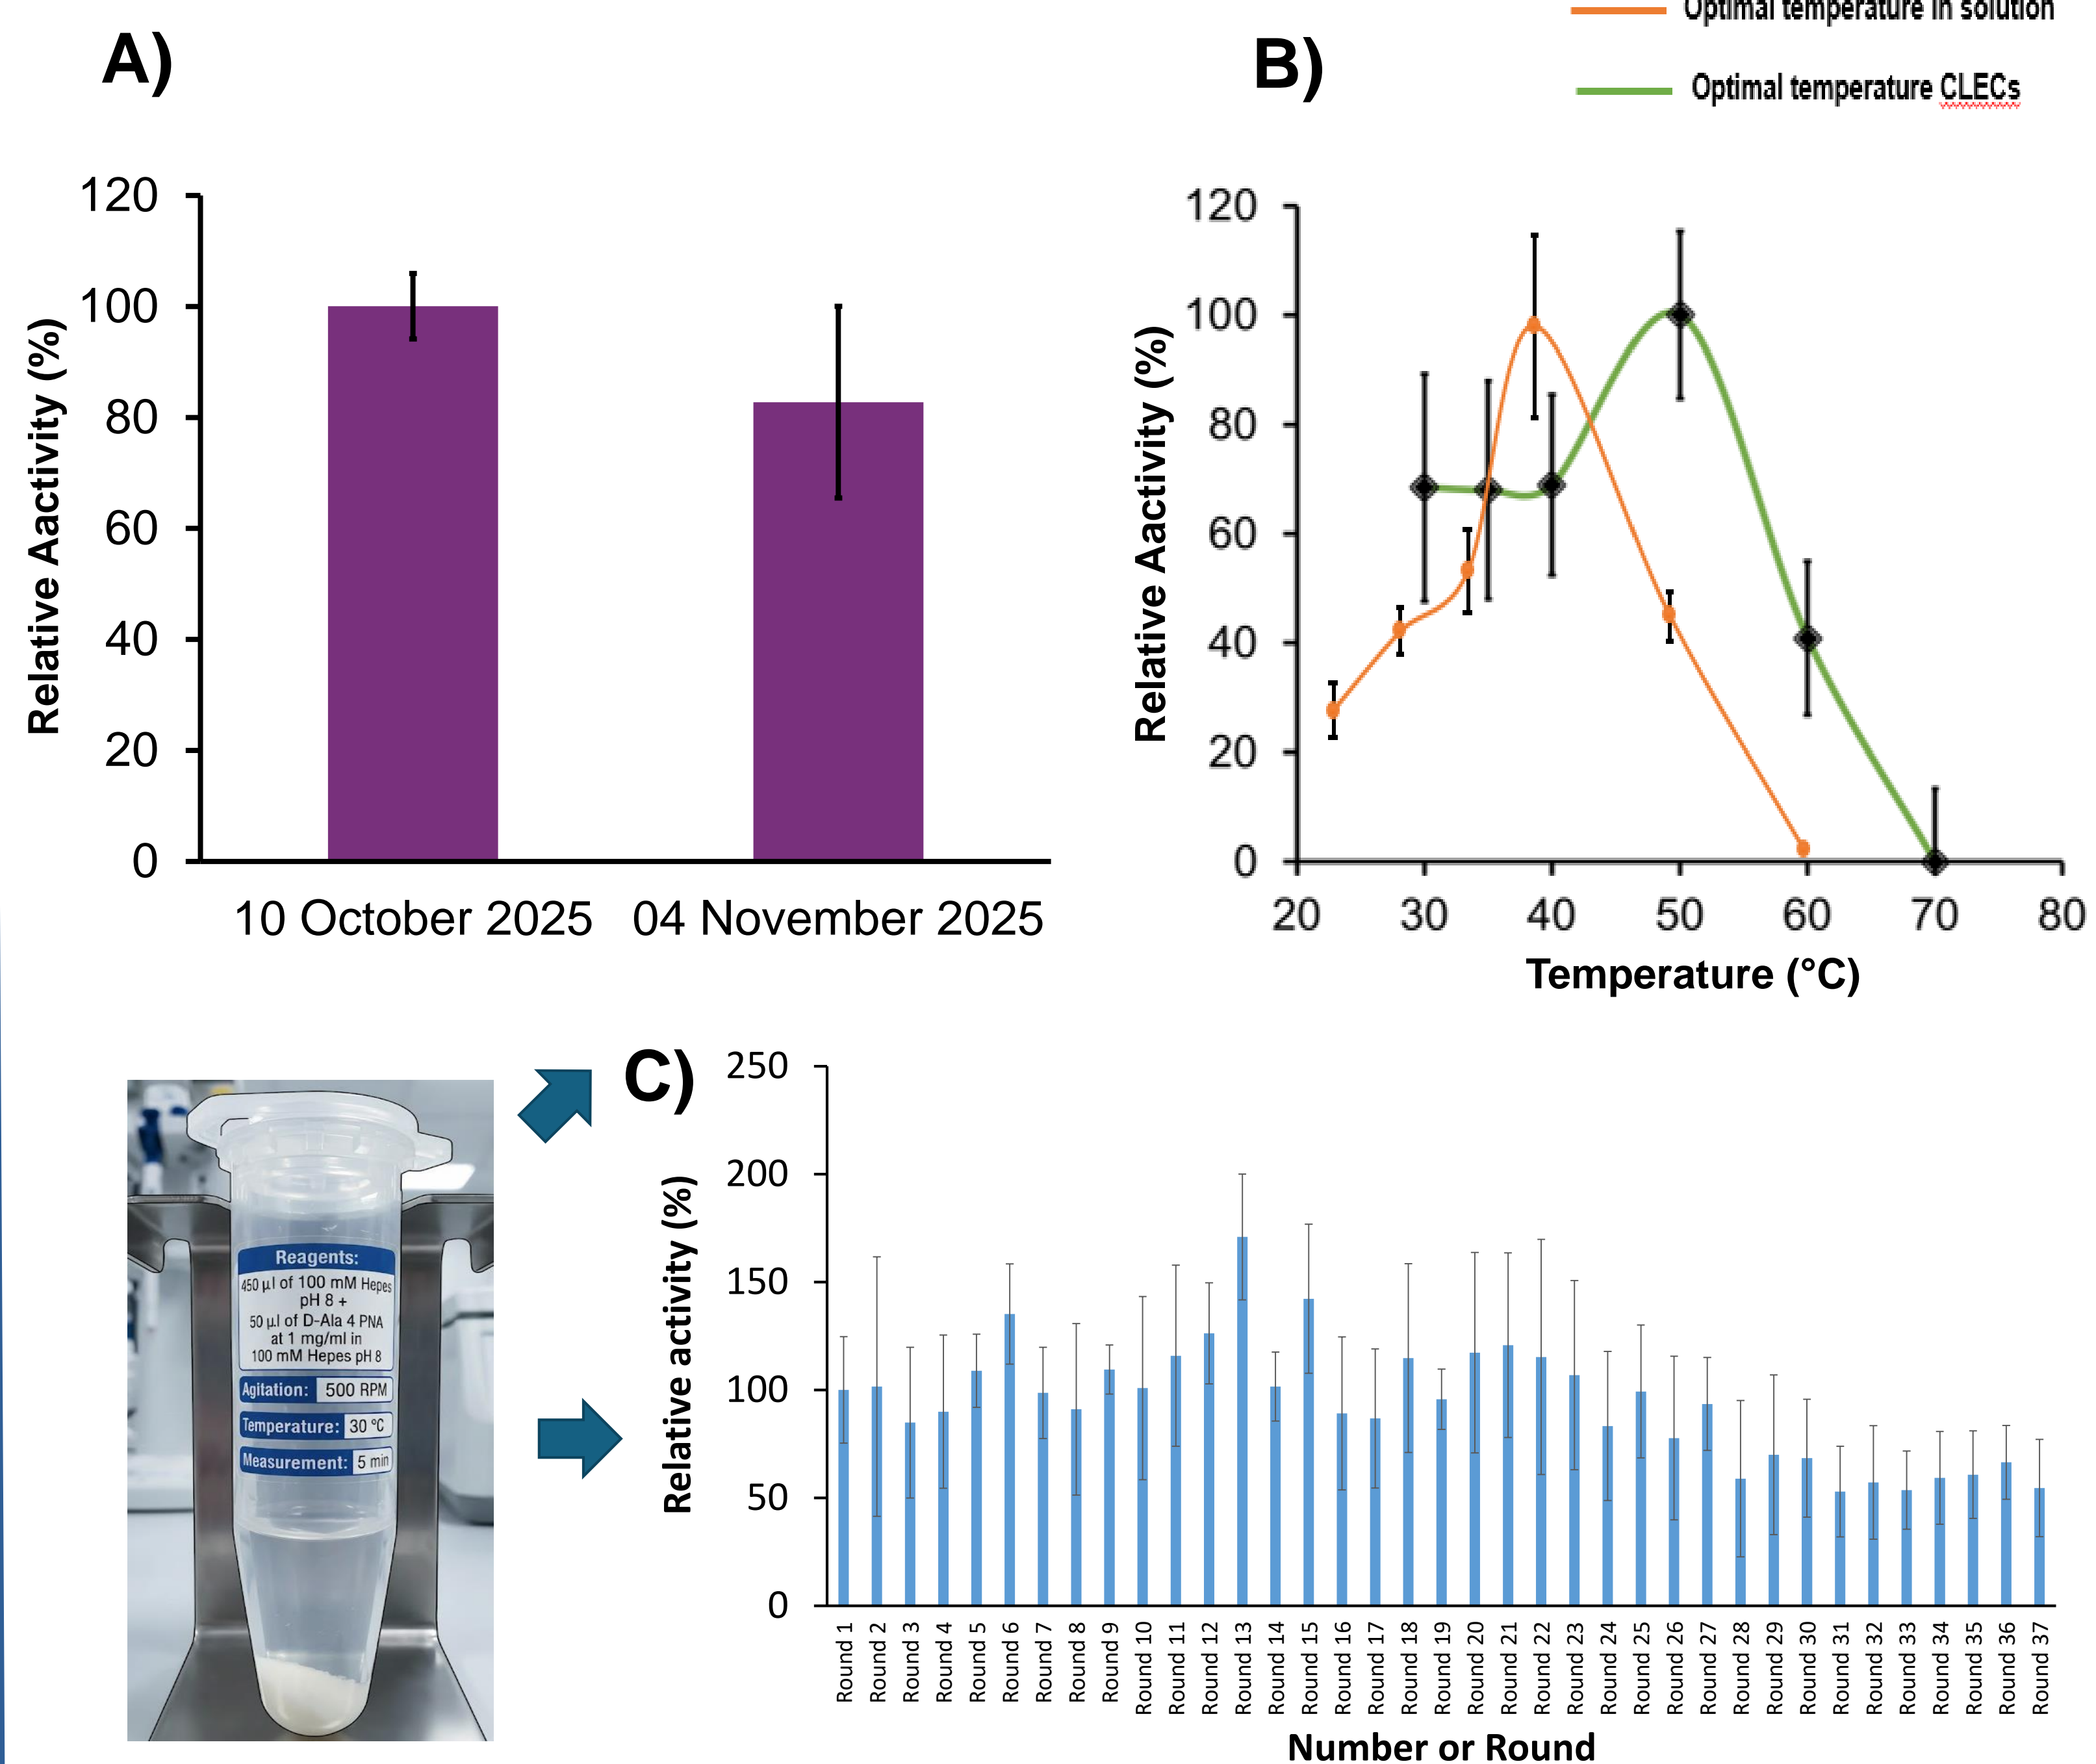 A)
120
100
80
60
40
20
0
Relative Aactivity (%)
10 October 2025
04 November 2025
B)
Optimal temperature in solution
Optimal temperature CLECs
120
100
80
60
40
20
0
Relative Aactivity (%)
20 30 40 50 60 70 80
Temperature (°C)
Reagents:
450 µl of 100 mM Hepes
pH 8 +
50 µl of D-Ala 4 PNA
at 1 mg/ml in
100 mM Hepes pH 8
Agitation: 500 RPM
Temperature: 30 °C
Measurement: 5 min
C)
250
200
150
100
50
0
Relative activity (%)
Round 1
Round 2
Round 3
Round 4
Round 5
Round 6
Round 7
Round 8
Round 9
Round 10
Round 11
Round 12
Round 13
Round 14
Round 15
Round 16
Round 17
Round 18
Round 19
Round 20
Round 21
Round 22
Round 23
Round 24
Round 25
Round 26
Round 27
Round 28
Round 29
Round 30
Round 31
Round 32
Round 33
Round 34
Round 35
Round 36
Round 37
Number or Round